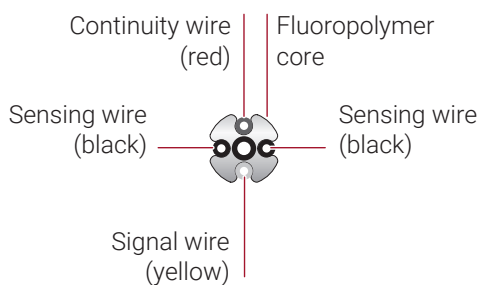 Continuity wire
(red)
Fluoropolymer
core
Sensing wire
(black)
Sensing wire
(black)
Signal wire
(yellow)